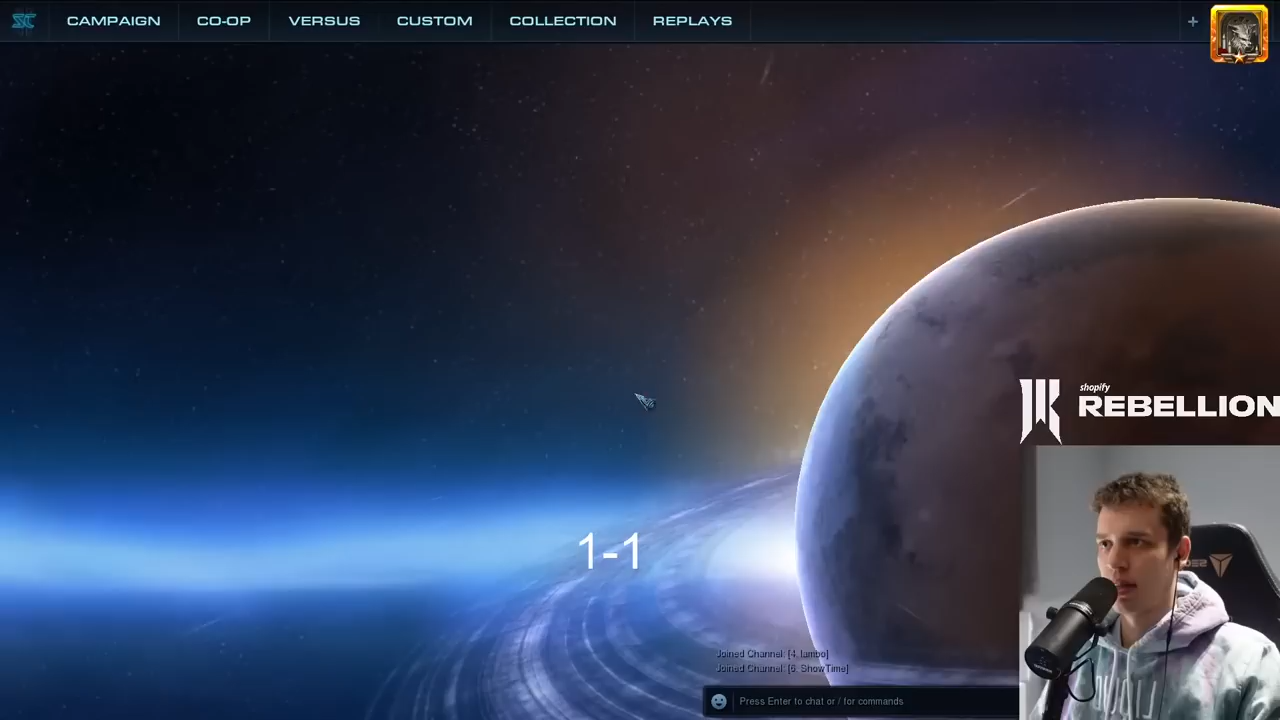 CAMPAIGN CO-OP VERSUS CUSTOM COLLECTION REPLAYS
shopify
REBELLION
1-1
Joined Channel: [4. lambo]
Joined Channel: [6. ShowTime]
Press Enter to chat or / for commands